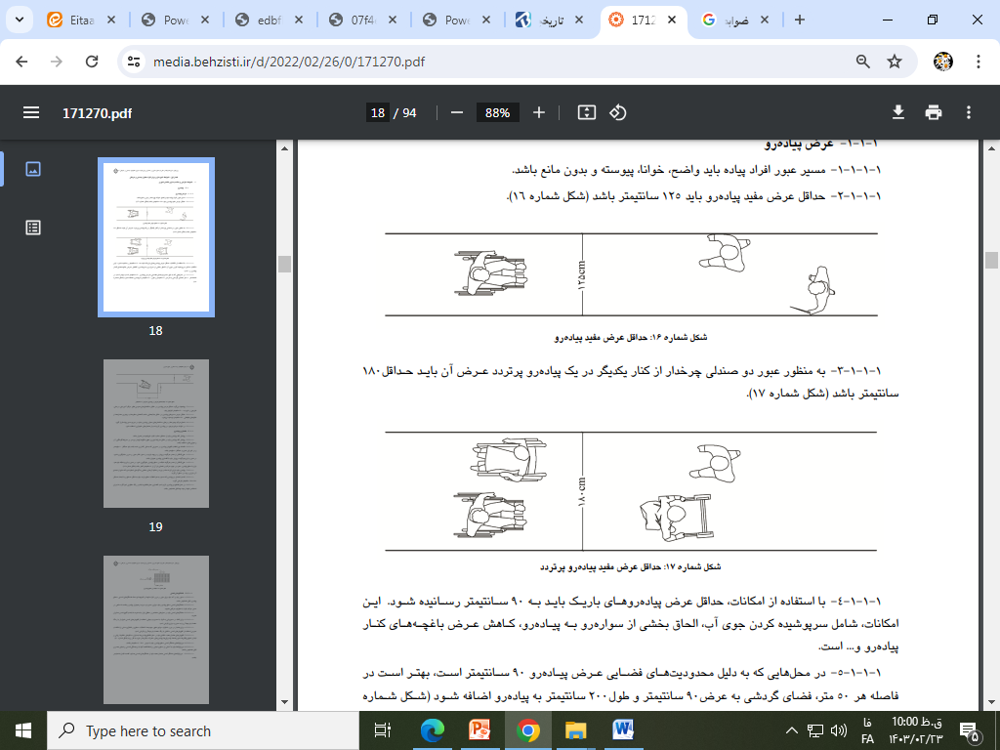 Eitaa
Powe
edbf
07f4
Powe
تاریخ
1712
ضوابد
media.behzisti.ir/d/2022/02/26/0/171270.pdf
171270.pdf
18 / 94
88%
۱-۱-۱- عرض پیاده‌رو
۱-۱-۱-۱- مسیر عبور افراد پیاده باید واضح، خوانا، پیوسته و بدون مانع باشد.
۱-۱-۱-۲- حداقل عرض مفید پیاده‌رو باید ۱۲۵ سانتیمتر باشد (شکل شماره ۱۶).
۱۲۵cm
شکل شماره ۱۶: حداقل عرض مفید پیاده‌رو
۱-۱-۱-۳- به منظور عبور دو صندلی چرخدار از کنار یکدیگر در یک پیاده‌رو پرتردد عرض آن باید حداقل۱۸۰
سانتیمتر باشد (شکل شماره ۱۷).
۱۸۰cm
شکل شماره ۱۷: حداقل عرض مفید پیاده‌رو پرتردد
۱-۱-۱-۴- با استفاده از امکانات، حداقل عرض پیاده‌روهای باریک باید به ۹۰ سانتیمتر رسانیده شود. این
امکانات، شامل سرپوشیده کردن جوی آب، الحاق بخشی از سواره‌رو به پیاده‌رو، کاهش عرض باغچه‌های کنار
پیاده‌رو و... است.
۱-۱-۱-۵- در محل‌هایی که به دلیل محدودیت‌های فضایی عرض پیاده‌رو ۹۰ سانتیمتر است، بهتر است در
فاصله هر ۵۰ متر، فضای گردشی به عرض۹۰ سانتیمتر و طول۲۰۰ سانتیمتر به پیاده‌رو اضافه شود (شکل شماره
18
19
Type here to search
فا
FA
10:00 ق.ظ
۱۴۰۳/۰۲/۲۳
۵